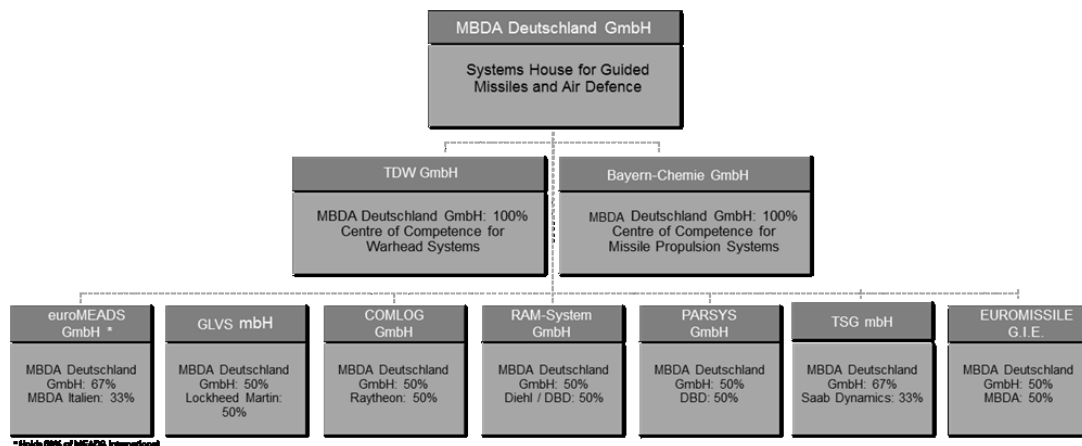 MBDA Deutschland GmbH
Systems House for Guided
Missiles and Air Defence
TDW GmbH
MBDA Deutschland GmbH: 100%
Centre of Competence for
Warhead Systems
Bayern-Chemie GmbH
MBDA Deutschland GmbH: 100%
Centre of Competence for
Missile Propulsion Systems
euroMEADS
GmbH *
MBDA Deutschland
GmbH: 67%
MBDA Italien: 33%
GLVS mbH
MBDA Deutschland
GmbH: 50%
Lockheed Martin:
50%
COMLOG
GmbH
MBDA Deutschland
GmbH: 50%
Raytheon: 50%
RAM-System
GmbH
MBDA Deutschland
GmbH: 50%
Diehl / DBD: 50%
PARSYS
GmbH
MBDA Deutschland
GmbH: 50%
DBD: 50%
TSG mbH
MBDA Deutschland
GmbH: 67%
Saab Dynamics: 33%
EUROMISSILE
G.I.E.
MBDA Deutschland
GmbH: 50%
MBDA: 50%
* Holds of MEADS International